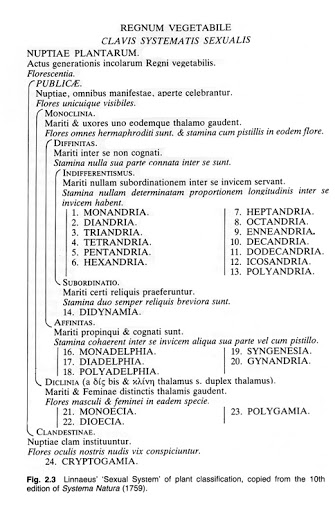 REGNUM VEGETABILE
CLAVIS SYSTEMATIS SEXUALIS
NUPTIAE PLANTARUM.
Actus generationis incolarum Regni vegetabilis.
Florescentia.
PUBLICÆ.
Nuptiae, omnibus manifestae, aperte celebrantur.
Flores unicuique visibiles.
MONOCLINIA.
Mariti & uxores uno eodemque thalamo gaudent.
Flores omnes hermaphroditi sunt. & stamina cum pistillis in eodem flore.
DIFFINITAS.
Mariti inter se non cognati.
Stamina nulla sua parte connata inter se sunt.
INDIFFERENTISMUS.
Mariti nullam subordinationem inter se invicem servant.
Stamina nullam determinatam proportionem longitudinis inter se
invicem habent.
1. MONANDRIA.
2. DIANDRIA.
3. TRIANDRIA.
4. TETRANDRIA.
5. PENTANDRIA.
6. HEXANDRIA.
7. HEPTANDRIA.
8. OCTANDRIA.
9. ENNEANDRIA.
10. DECANDRIA.
11. DODECANDRIA.
12. ICOSANDRIA.
13. POLYANDRIA.
SUBORDINATIO.
Mariti certi reliquis praeferuntur.
Stamina duo semper reliquis breviora sunt.
14. DIDYNAMIA.
AFFINITAS.
Mariti propinqui & cognati sunt.
Stamina cohaerent inter se invicem aliqua sua parte vel cum pistillo.
16. MONADELPHIA.
17. DIADELPHIA.
18. POLYADELPHIA.
19. SYNGENESIA.
20. GYNANDRIA.
DICLINIA (a δίς bis & κλίνη thalamus s. duplex thalamus).
Mariti & Feminae distinctis thalamis gaudent.
Flores masculi & feminei in eadem specie.
21. MONOECIA.
22. DIOECIA.
23. POLYGAMIA.
CLANDESTINAE.
Nuptiae clam instituuntur.
Flores oculis nostris nudis vix conspiciuntur.
24. CRYPTOGAMIA.
Fig. 2.3 Linnaeus' 'Sexual System' of plant classification, copied from the 10th
edition of Systema Natura (1759).